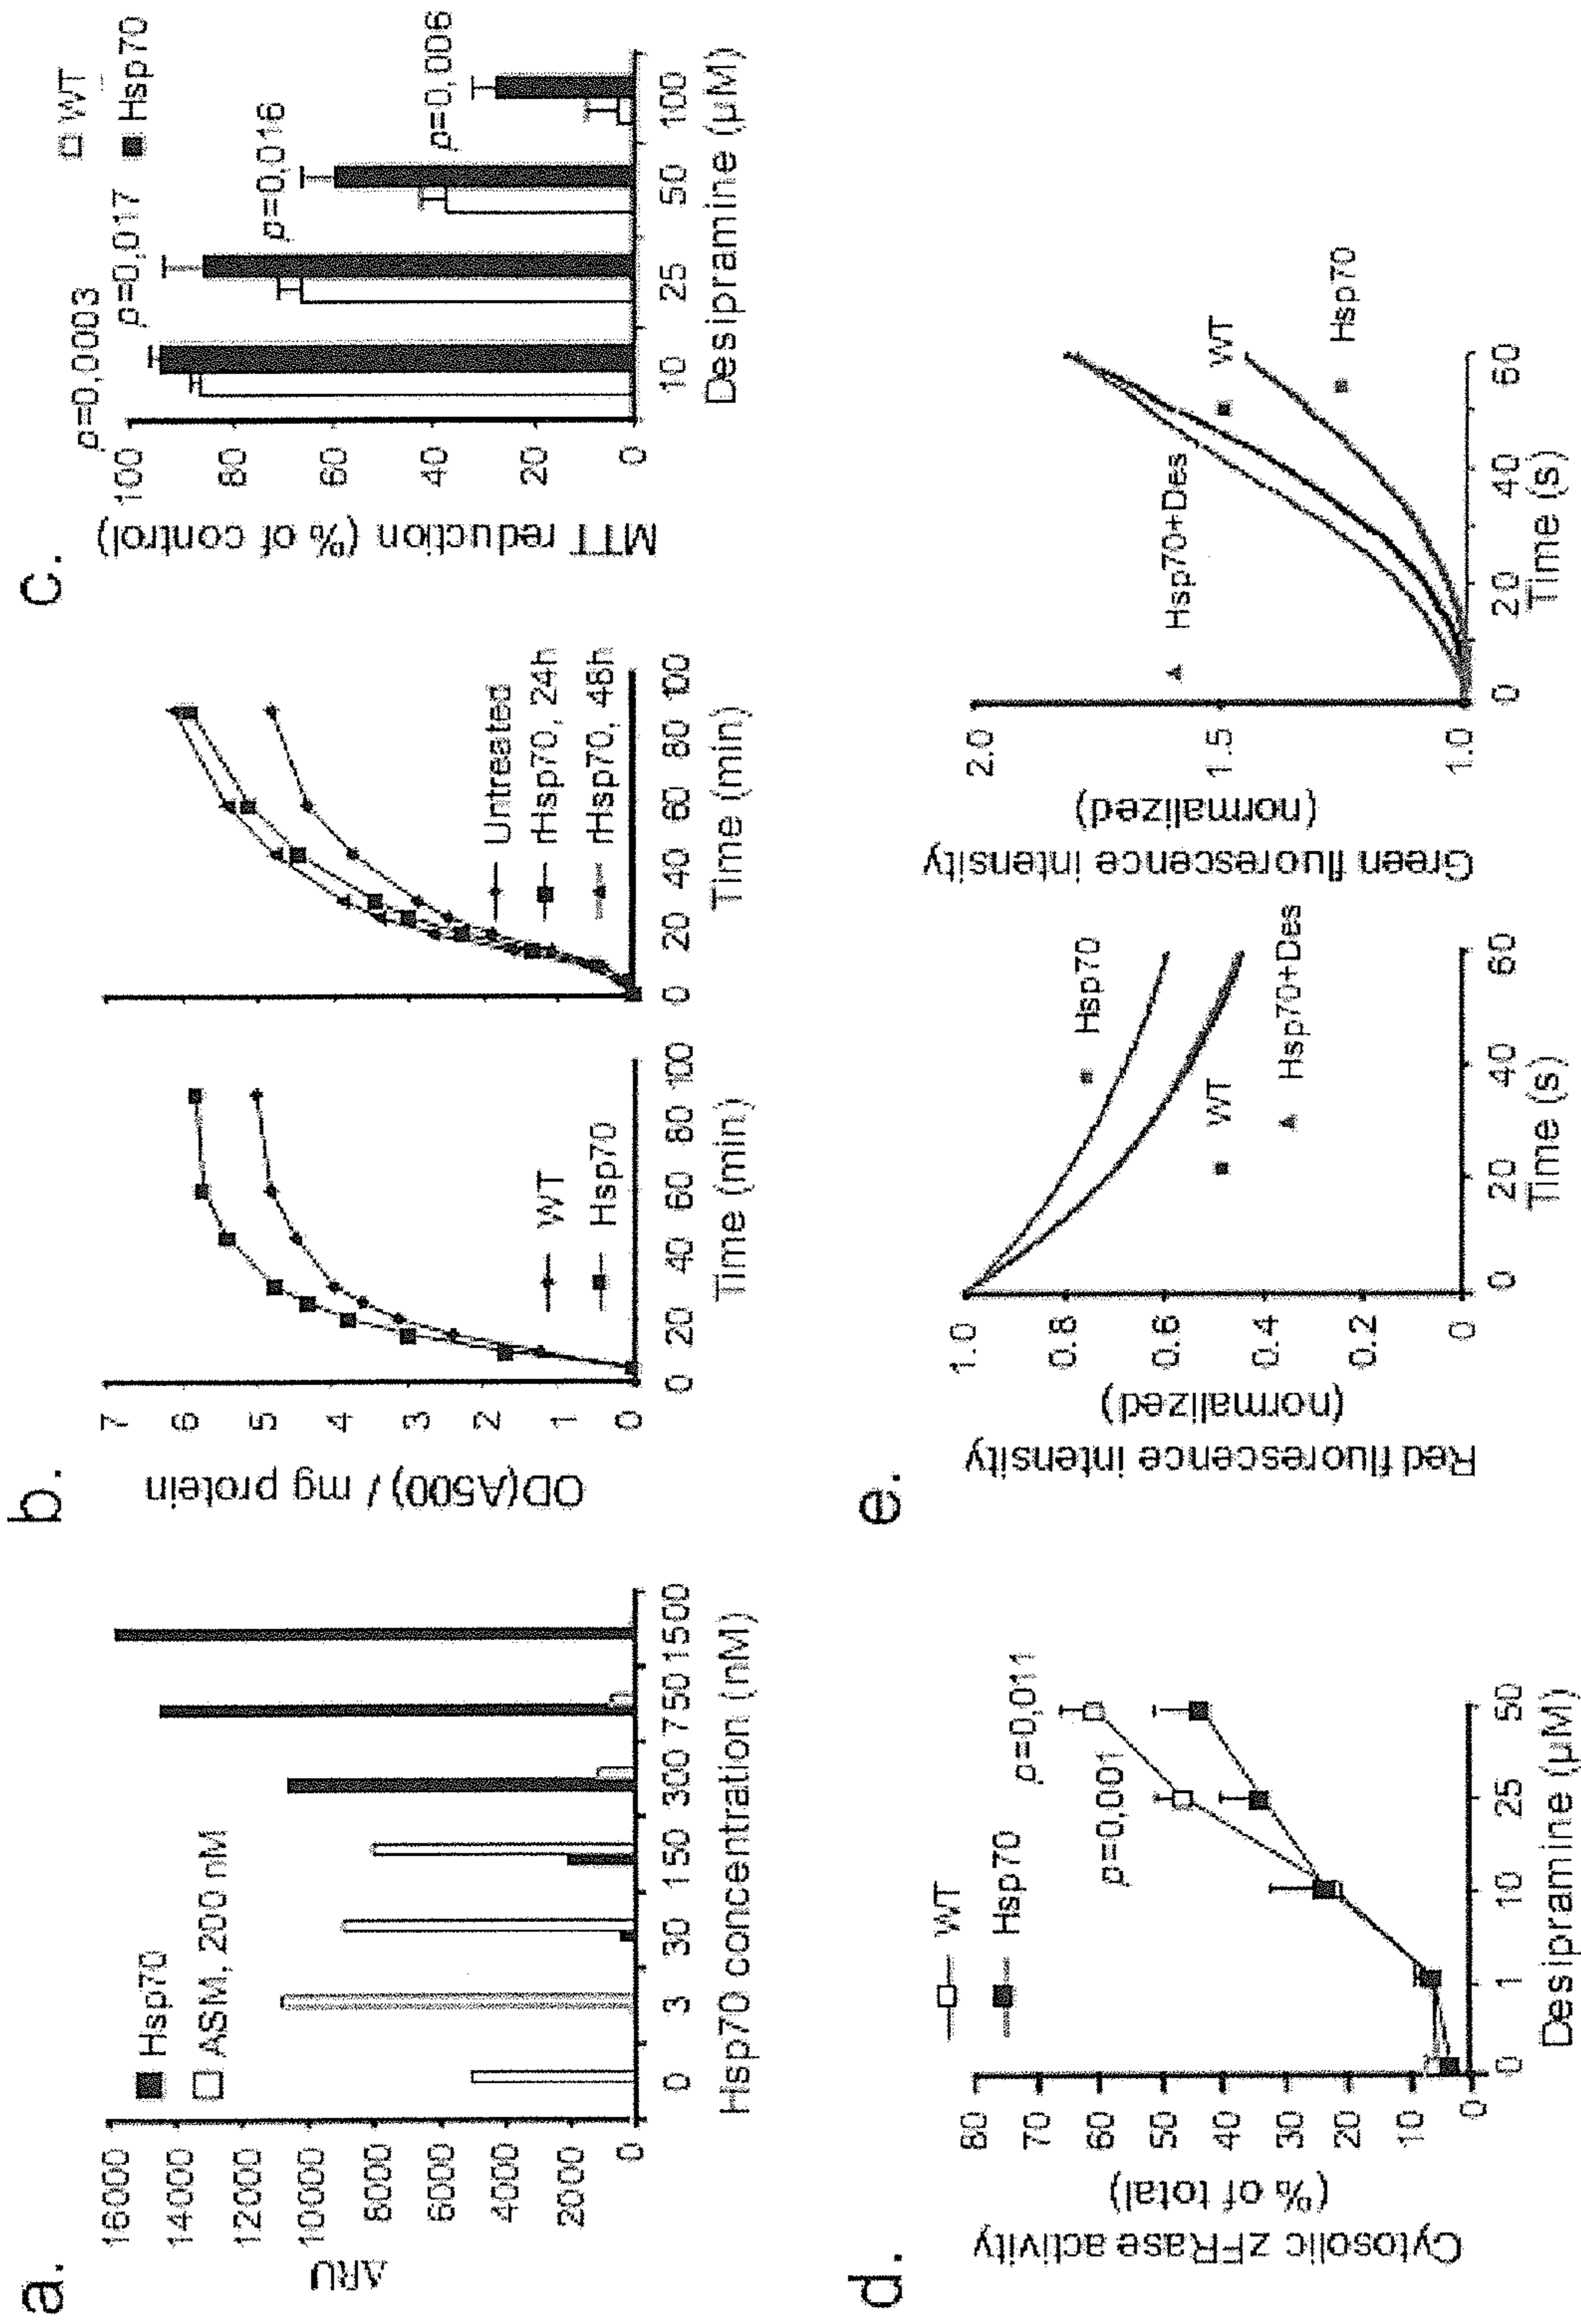 a.
16000
14000
12000
10000
8000
6000
4000
2000
0
ΔRU
Hsp70
ASM, 200 nM
0 3 30 150 300 750 1500
Hsp70 concentration (nM)
b.
7
6
5
4
3
2
1
0
OD(A500) / mg protein
WT
Hsp70
0 20 40 60 80 100
Time (min)
Untreated
rHsp70, 24h
rHsp70, 48h
0 20 40 60 80 100
Time (min)
c.
100
80
60
40
20
0
MTT reduction (% of control)
p=0,0003
p=0,017
p=0,016
p=0,006
WT
Hsp70
10 25 50 100
Desipramine (µM)
d.
80
70
60
50
40
30
20
10
0
Cytosolic zFRase activity
(% of total)
WT
Hsp70
p=0,001
p=0,011
0 1 10 25 50
Desipramine (µM)
e.
1.0
0.8
0.6
0.4
0.2
0
Red fluorescence intensity
(normalized)
Hsp70
WT
Hsp70+Des
0 20 40 60
Time (s)
2.0
1.5
1.0
Green fluorescence intensity
(normalized)
Hsp70+Des
WT
Hsp70
0 20 40 60
Time (s)